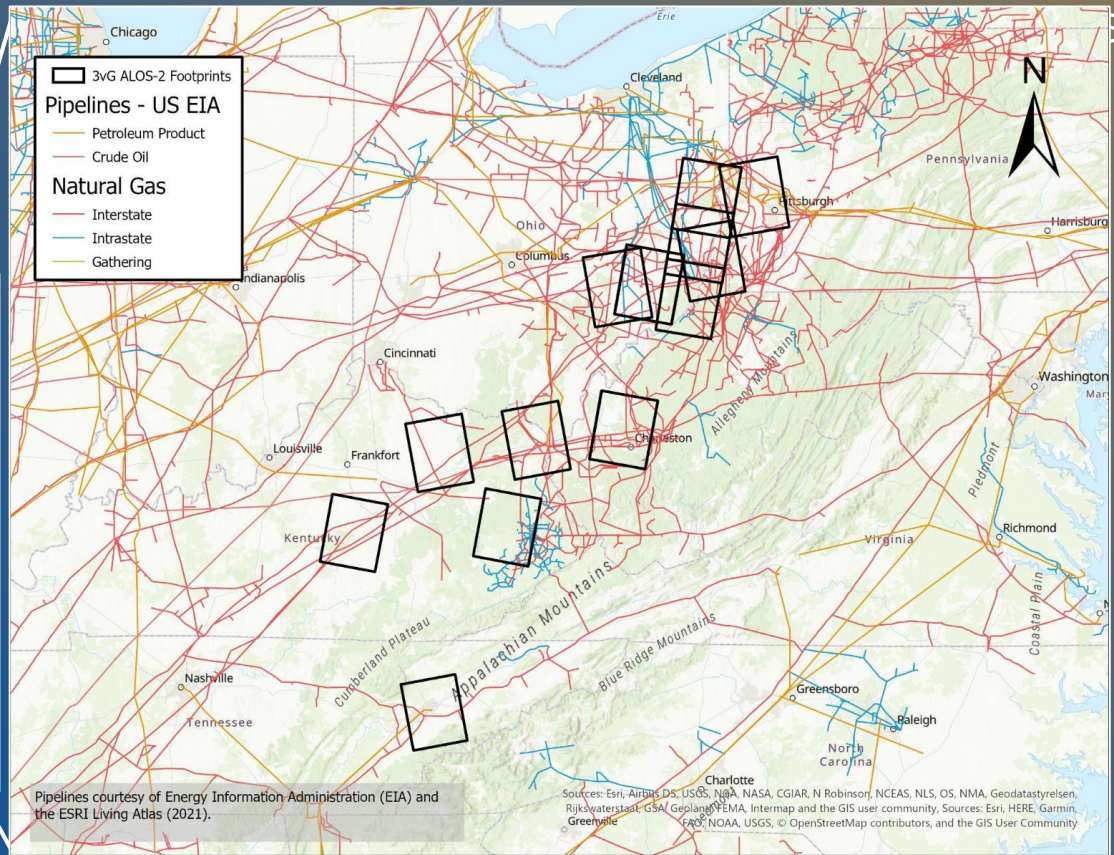 Lake
Erie
Chicago
Cleveland
3vG ALOS-2 Footprints
Pipelines - US EIA
Petroleum Product
Crude Oil
Natural Gas
Interstate
Intrastate
Gathering
N
Pennsylvania
Pittsburgh
Harrisburg
Ohio
Columbus
Indianapolis
Cincinnati
Allegheny Mountains
Washington
Mary
Louisville
Frankfort
Charleston
Piedmont
Kentucky
Virginia
Richmond
Coastal Plain
N
Appalachian Mountains
Cumberland Plateau
Blue Ridge Mountains
Nashville
Tennessee
Greensboro
Raleigh
North
Carolina
Charlotte
Piedmont
Greenville
Pipelines courtesy of Energy Information Administration (EIA) and
the ESRI Living Atlas (2021).
Sources: Esri, Airbus DS, USGS, NGA, NASA, CGIAR, N Robinson, NCEAS, NLS, OS, NMA, Geodatastyrelsen,
Rijkswaterstaat, GSA, Geoland, FEMA, Intermap and the GIS user community, Sources: Esri, HERE, Garmin,
FAO, NOAA, USGS, © OpenStreetMap contributors, and the GIS User Community